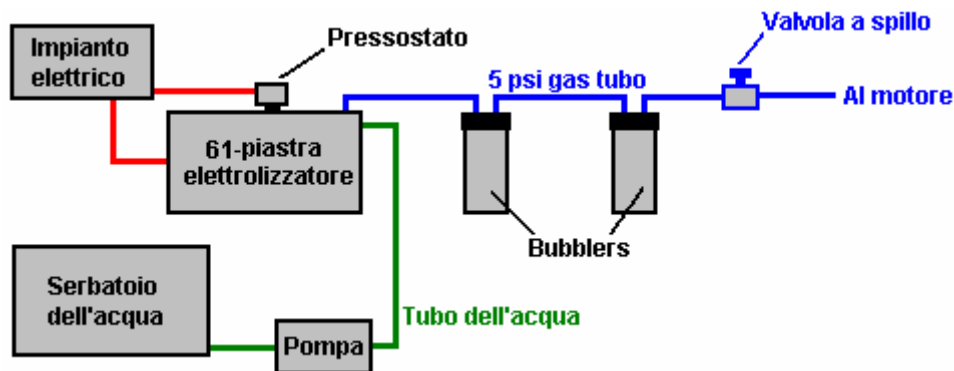 Valvola a spillo
Impianto
elettrico
Pressostato
5 psi gas tubo
Al motore
61-piastra
elettrolizzatore
Bubblers
Serbatoio
dell'acqua
Tubo dell'acqua
Pompa